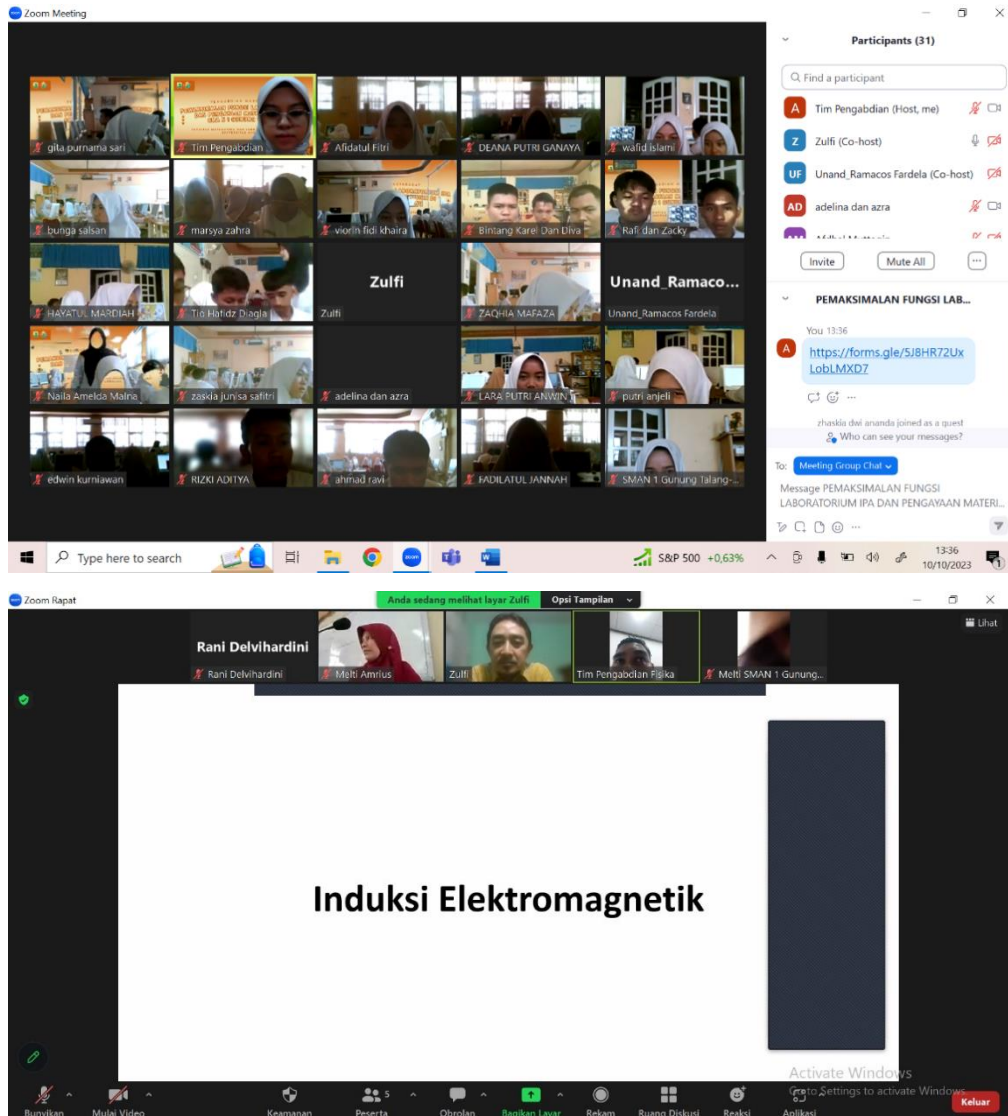 Zoom Meeting
Participants (31)
Find a participant
A Tim Pengabdian (Host, me)
Z Zulfi (Co-host)
UF Unand_Ramacos Fardela (Co-host)
AD adelina dan azra
Invite Mute All
gita purnama sari
Tim Pengabdian
Afidatul Fitri
DEANA PUTRI GANAYA
wafid islami
bunga salsan
marsya zahra
viorin fidi khaira
Bintang Karel Dan Diva
Rafi dan Zacky
HAYATUL MARDIAH
Tio Hafidz Diagla
Zulfi
Zulfi
ZAQHIA MAFAZA
Unand_Ramaco...
Unand_Ramacos Fardela
Naila Amelda Malna
zaskia junisa safitri
adelina dan azra
LARA PUTRI ANWIN
putri anjeli
edwin kurniawan
RIZKI ADITYA
ahmad ravi
FADILATUL JANNAH
SMAN 1 Gunung Talang-...
PEMAKSIMALAN FUNGSI LAB...
You 13:36
A
https://forms.gle/5J8HR72Ux
LobLMXD7
zhaskia dwi ananda joined as a guest
Who can see your messages?
To: Meeting Group Chat
Message PEMAKSIMALAN FUNGSI
LABORATORIUM IPA DAN PENGAYAAN MATERI...
Type here to search
zoom
S&P 500 +0,63%
13:36
10/10/2023
1
Zoom Rapat
Anda sedang melihat layar Zulfi Opsi Tampilan
Lihat
Rani Delvihardini
Rani Delvihardini
Melti Amrius
Zulfi
Tim Pengabdian Fisika
Melti SMAN 1 Gunung...
Induksi Elektromagnetik
Activate Windows
Go to Settings to activate Windows.
Bunyikan Mulai Video Keamanan Peserta 5 Obrolan Bagikan Layar Rekam Ruang Diskusi Reaksi Aplikasi Keluar